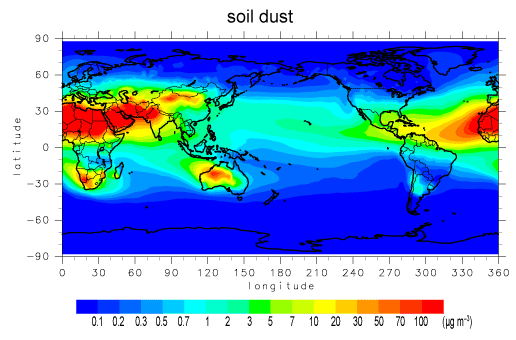 soil dust
90
60
30
0
−30
−60
−90
latitude
0 30 60 90 120 150 180 210 240 270 300 330 360
longitude
0.1 0.2 0.3 0.5 0.7 1 2 3 5 7 10 20 30 50 70 100 (μg m⁻³)